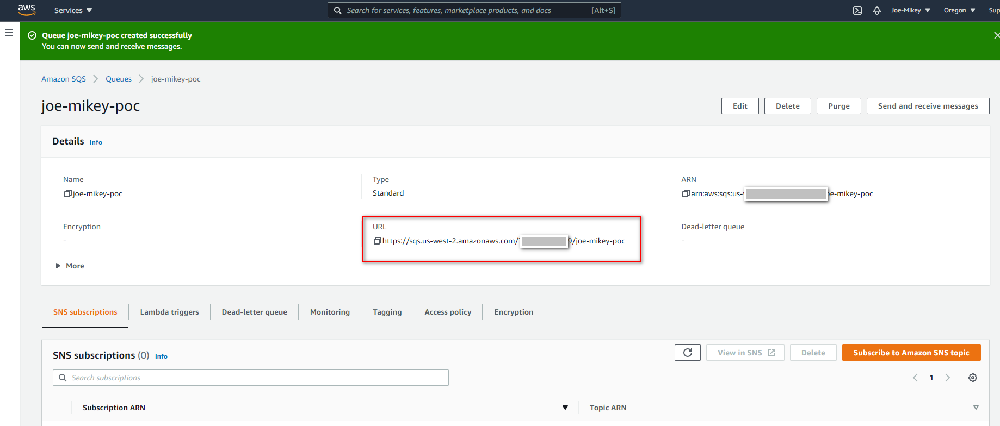 aws Services Search for services, features, marketplace products, and docs [Alt+S] Joe-Mikey Oregon Sup
Queue joe-mikey-poc created successfully
You can now send and receive messages.
Amazon SQS Queues joe-mikey-poc
joe-mikey-poc Edit Delete Purge Send and receive messages
Details Info
Name Type ARN
joe-mikey-poc Standard arn:aws:sqs:us- oe-mikey-poc
Encryption URL Dead-letter queue
- https://sqs.us-west-2.amazonaws.com/ 9/joe-mikey-poc -
More
SNS subscriptions Lambda triggers Dead-letter queue Monitoring Tagging Access policy Encryption
SNS subscriptions (0) Info View in SNS Delete Subscribe to Amazon SNS topic
Search subscriptions 1
Subscription ARN Topic ARN